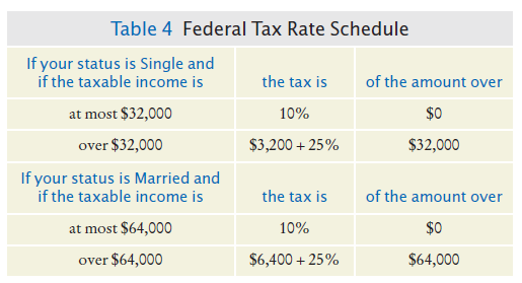 Table 4 Federal Tax Rate Schedule
If your status is Single and
if the taxable income is the tax is of the amount over
at most $32,000 10% $0
over $32,000 $3,200 + 25% $32,000
If your status is Married and
if the taxable income is the tax is of the amount over
at most $64,000 10% $0
over $64,000 $6,400 + 25% $64,000